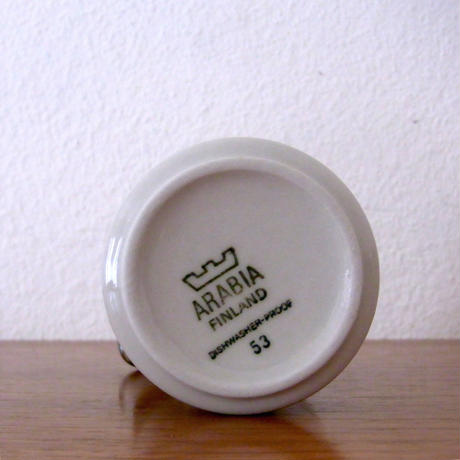 ARABIA
FINLAND
DISHWASHER-PROOF
53